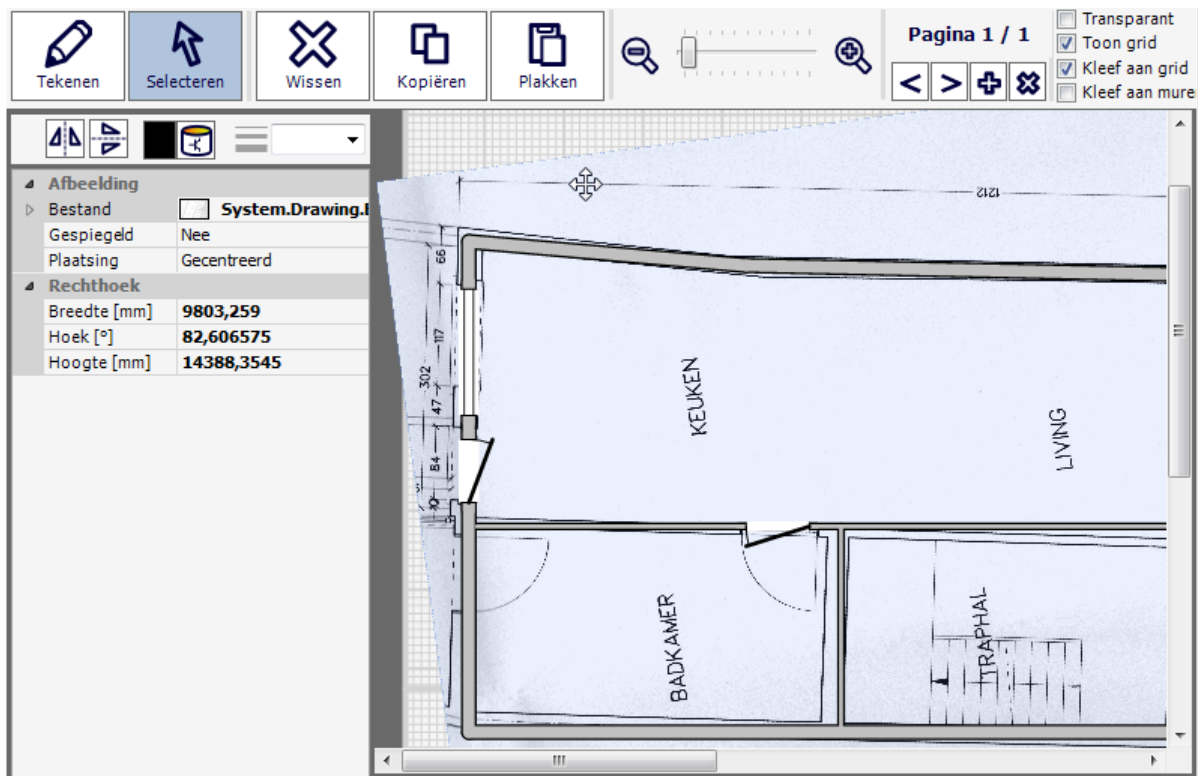 Tekenen
Selecteren
Wissen
Kopiëren
Plakken
Pagina 1 / 1
Transparant
Toon grid
Kleef aan grid
Kleef aan mure
Afbeelding
Bestand System.Drawing.
Gespiegeld Nee
Plaatsing Gecentreerd
Rechthoek
Breedte [mm] 9803,259
Hoek [°] 82,606575
Hoogte [mm] 14388,3545
1212
66
117
302
47
84
KEUKEN
LIVING
BADKAMER
TRAPHAL